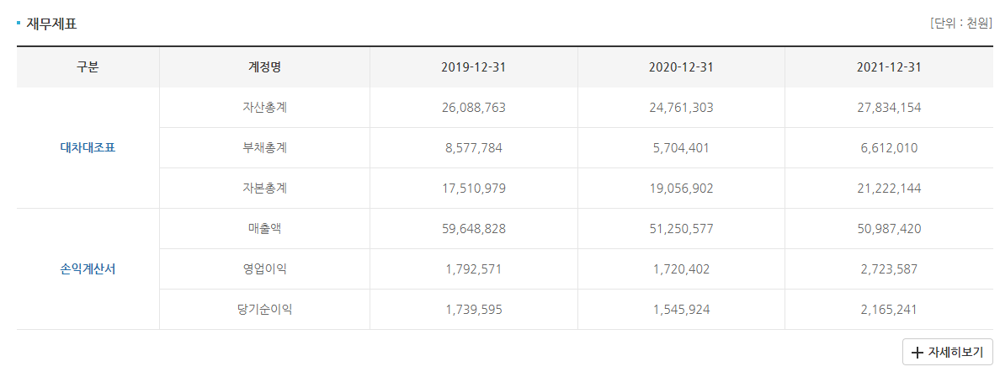 재무제표 [단위 : 천원]
구분 계정명 2019-12-31 2020-12-31 2021-12-31
자산총계 26,088,763 24,761,303 27,834,154
대차대조표 부채총계 8,577,784 5,704,401 6,612,010
자본총계 17,510,979 19,056,902 21,222,144
매출액 59,648,828 51,250,577 50,987,420
손익계산서 영업이익 1,792,571 1,720,402 2,723,587
당기순이익 1,739,595 1,545,924 2,165,241
+ 자세히보기